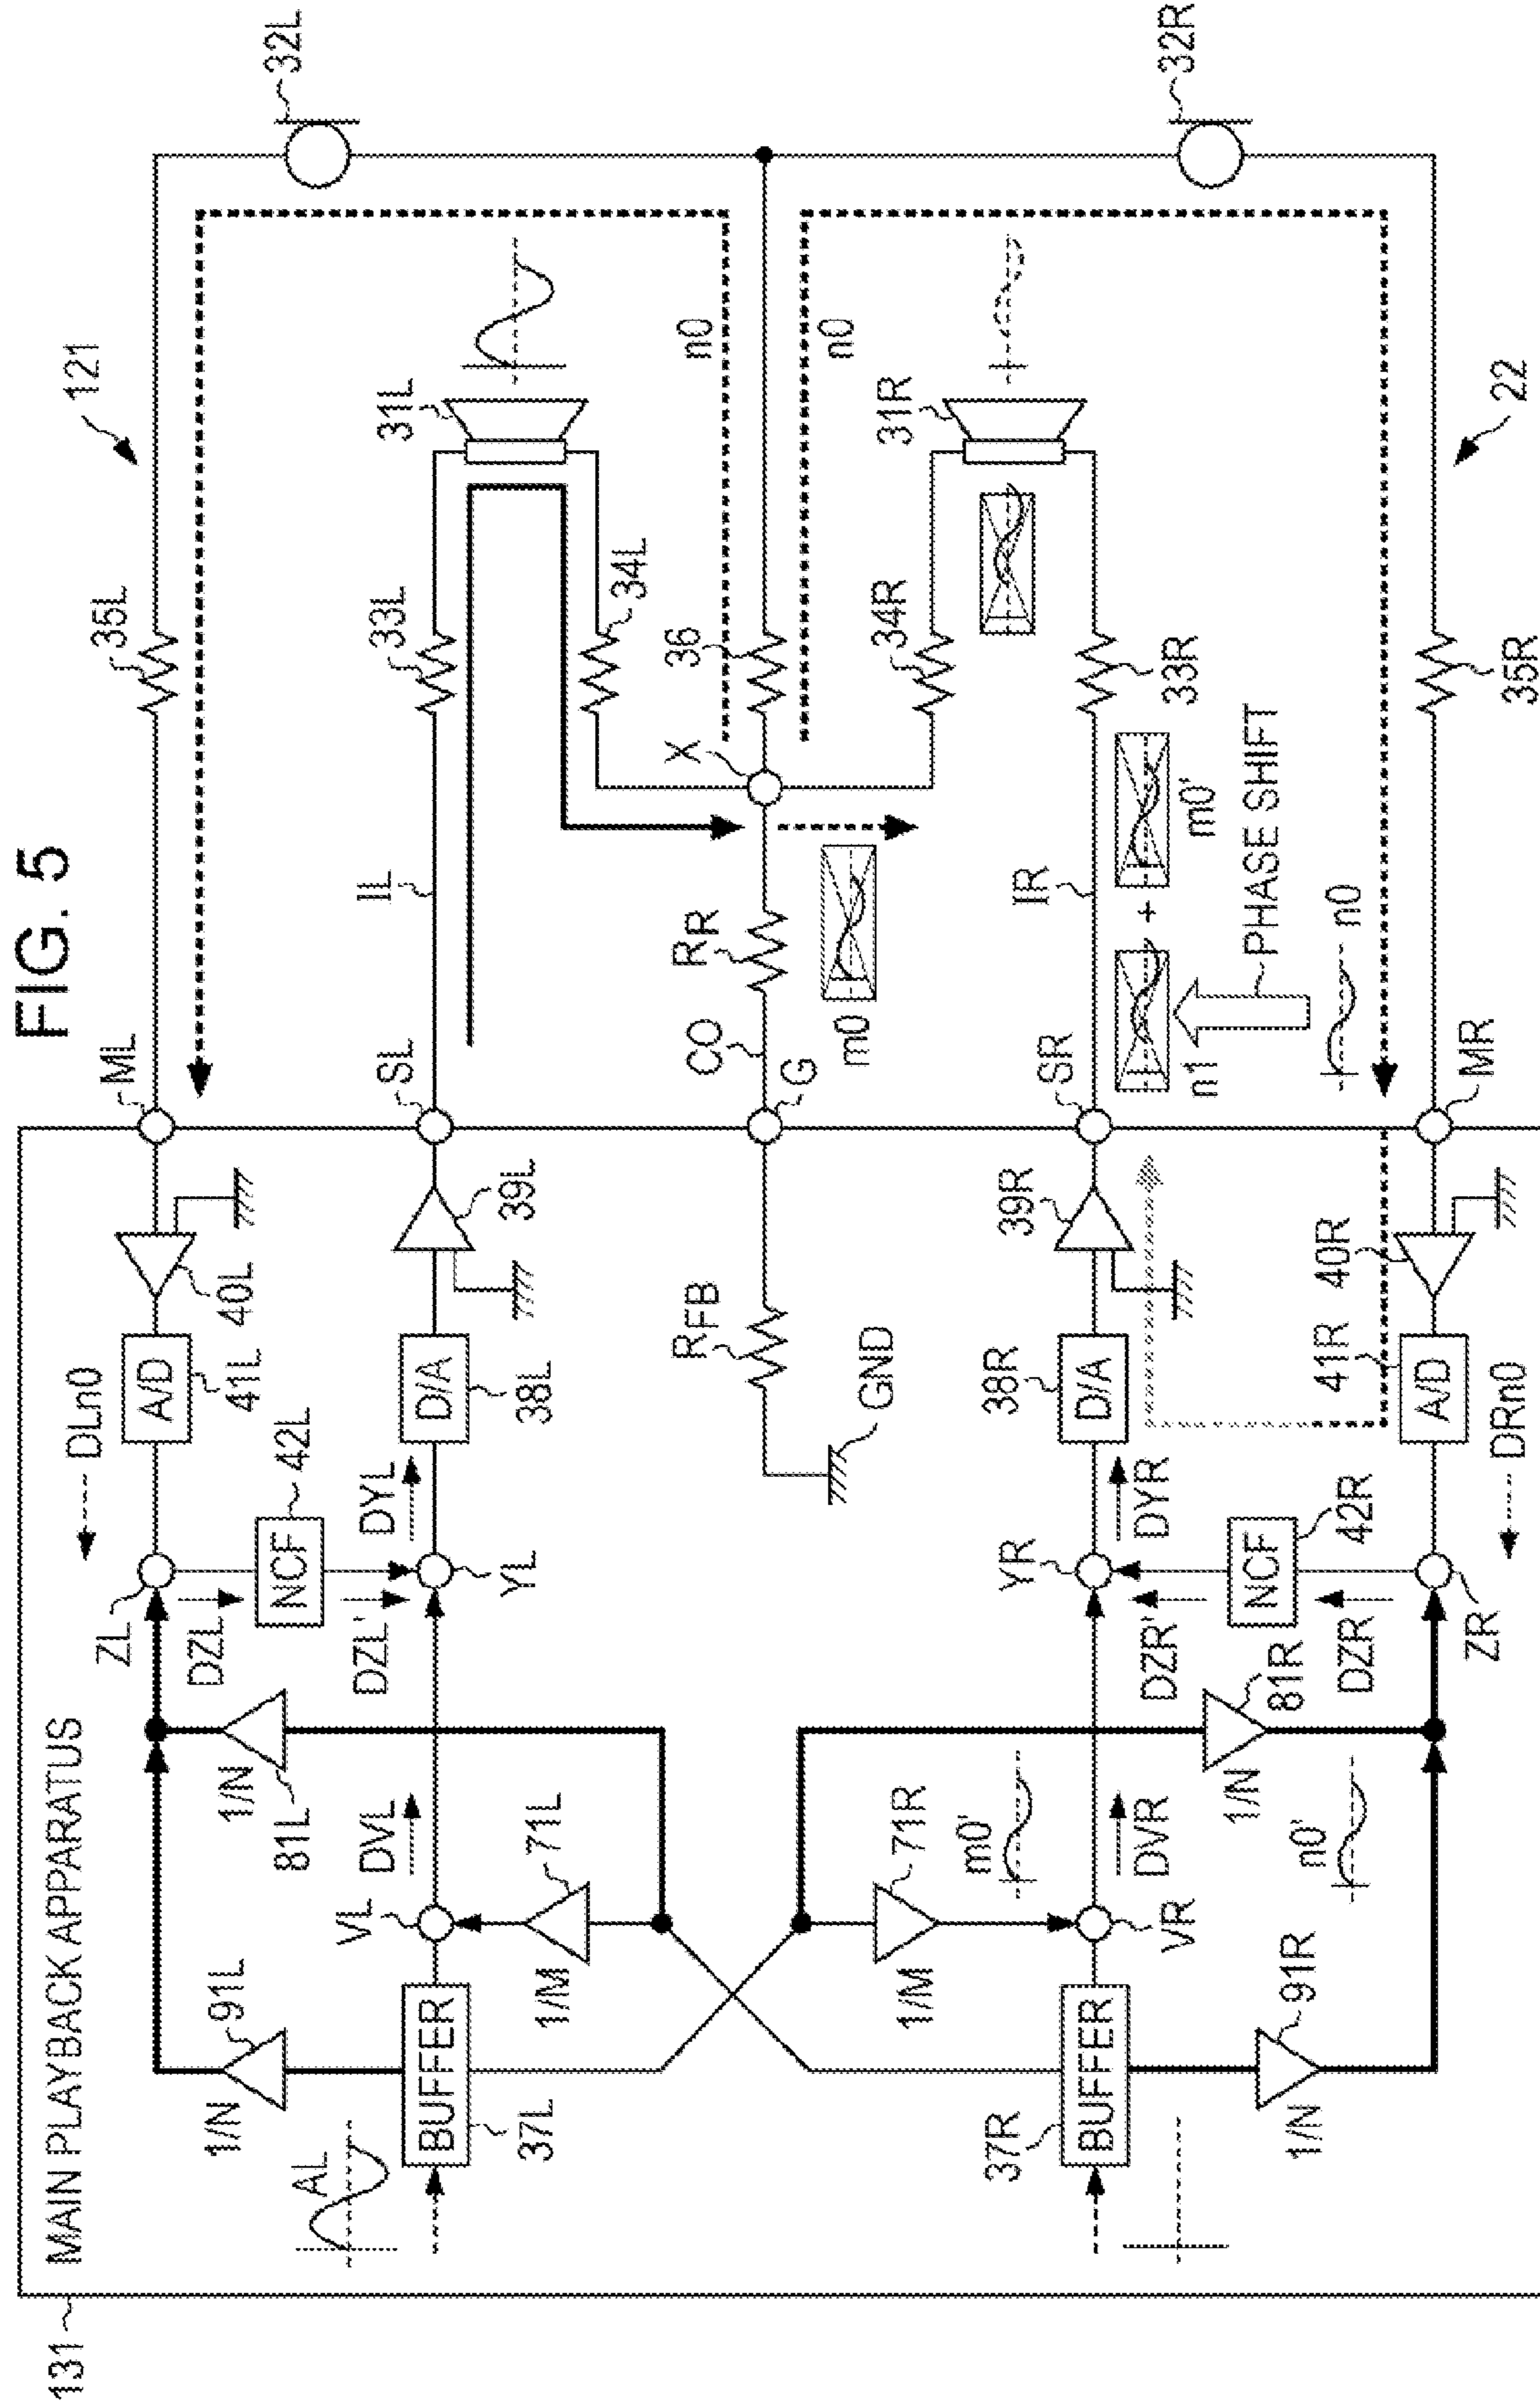 FIG. 5
131
MAIN PLAYBACK APPARATUS
121
22
AL
1/N
91L
BUFFER
37L
VL
1/M
71L
1/N
81L
DVL
ZL
DZL
NCF
42L
DZL'
YL
DYL
DLn0
A/D
41L
40L
D/A
38L
39L
ML
SL
35L
IL
33L
34L
31L
32L
n0
RFB
GND
G
CO
RR
m0
X
36
n0
34R
31R
33R
IR
32R
35R
BUFFER
37R
1/M
71R
m0'
VR
DVR
1/N
91R
n0'
1/N
81R
YR
DYR
DZR'
NCF
42R
DZR
ZR
DRn0
D/A
38R
39R
A/D
41R
40R
SR
MR
n1
+
m0'
PHASE SHIFT
n0